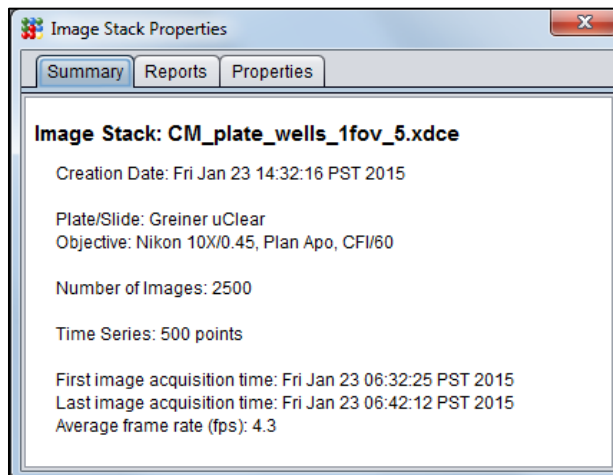 Image Stack Properties
Summary
Reports
Properties
Image Stack: CM_plate_wells_1fov_5.xdce
Creation Date: Fri Jan 23 14:32:16 PST 2015
Plate/Slide: Greiner uClear
Objective: Nikon 10X/0.45, Plan Apo, CFI/60
Number of Images: 2500
Time Series: 500 points
First image acquisition time: Fri Jan 23 06:32:25 PST 2015
Last image acquisition time: Fri Jan 23 06:42:12 PST 2015
Average frame rate (fps): 4.3